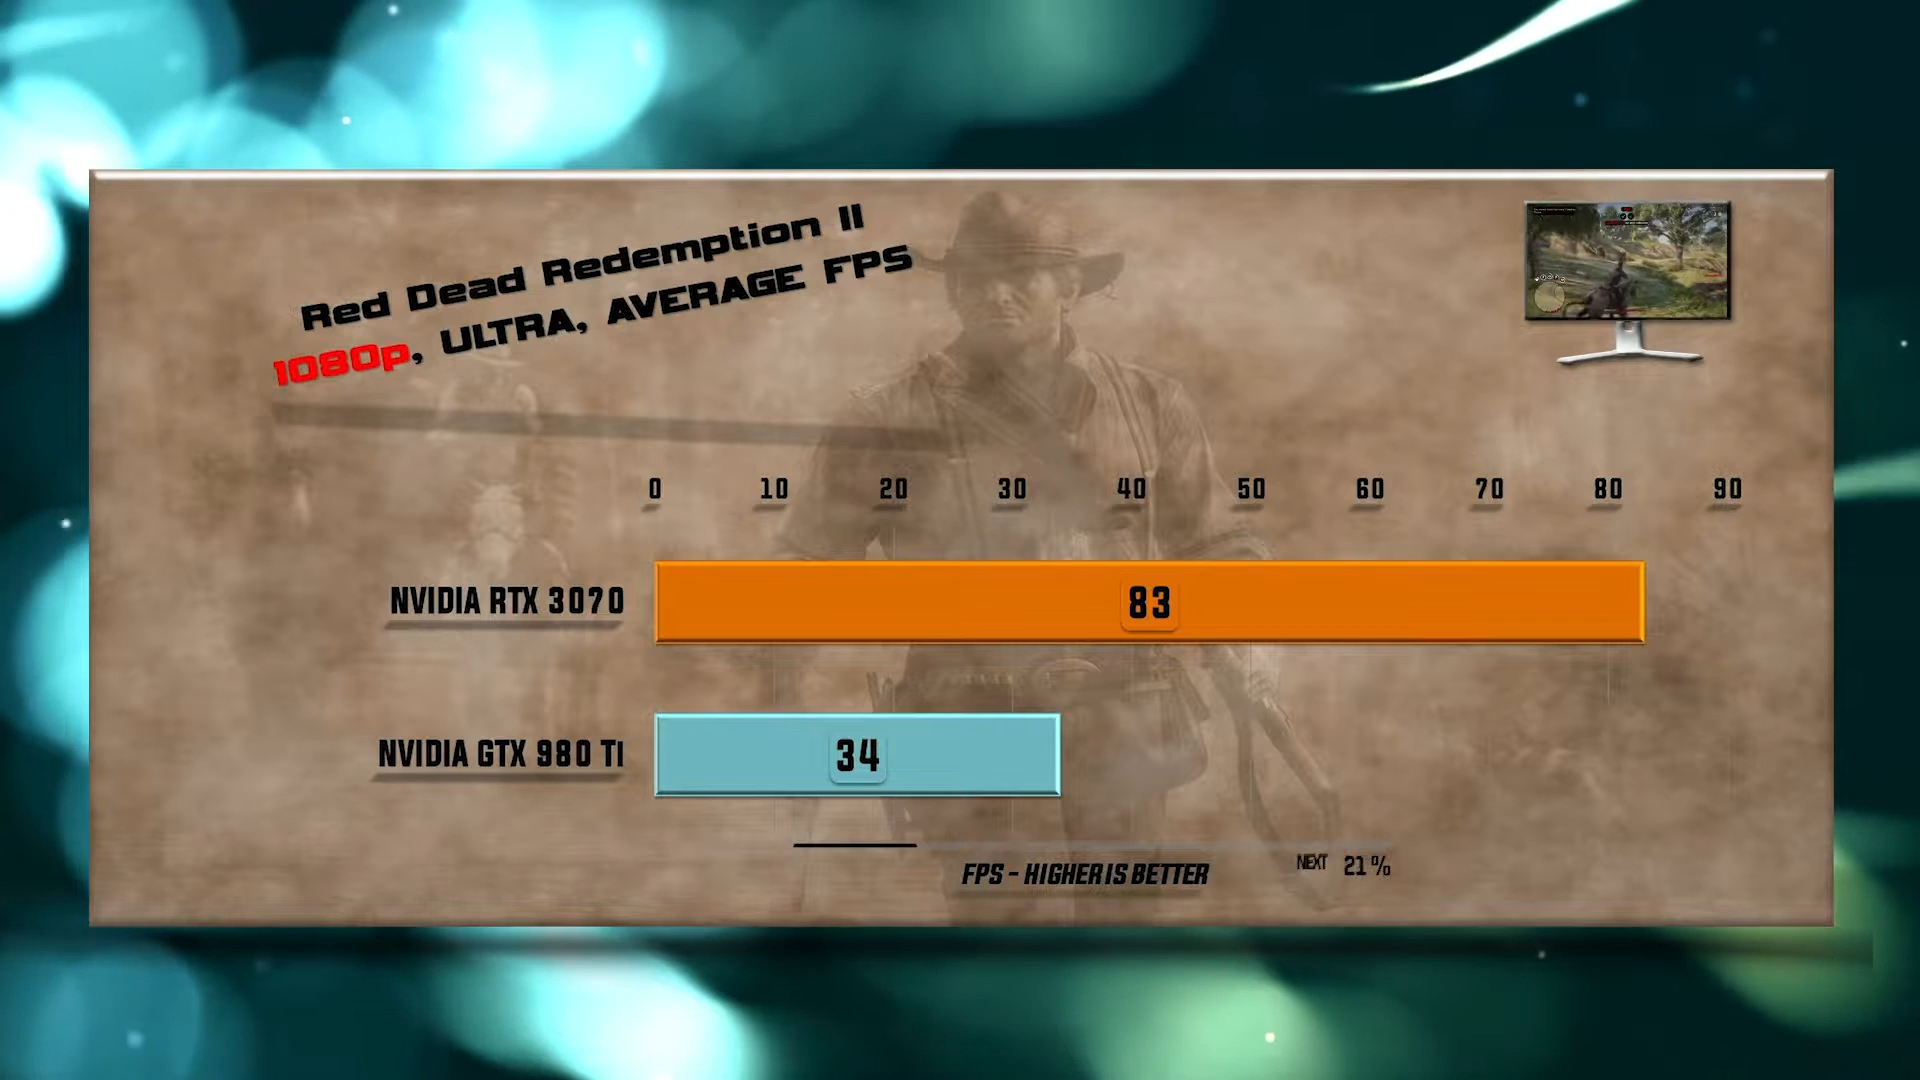 Red Dead Redemption II
1080p, ULTRA, AVERAGE FPS
0 10 20 30 40 50 60 70 80 90
NVIDIA RTX 3070 83
NVIDIA GTX 980 TI 34
FPS - HIGHER IS BETTER
NEXT 21%